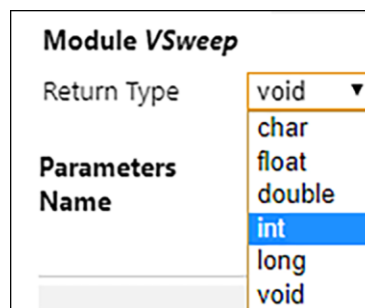 Module VSweep
Return Type void ▼
char
float
Parameters
double
Name
int
long
void